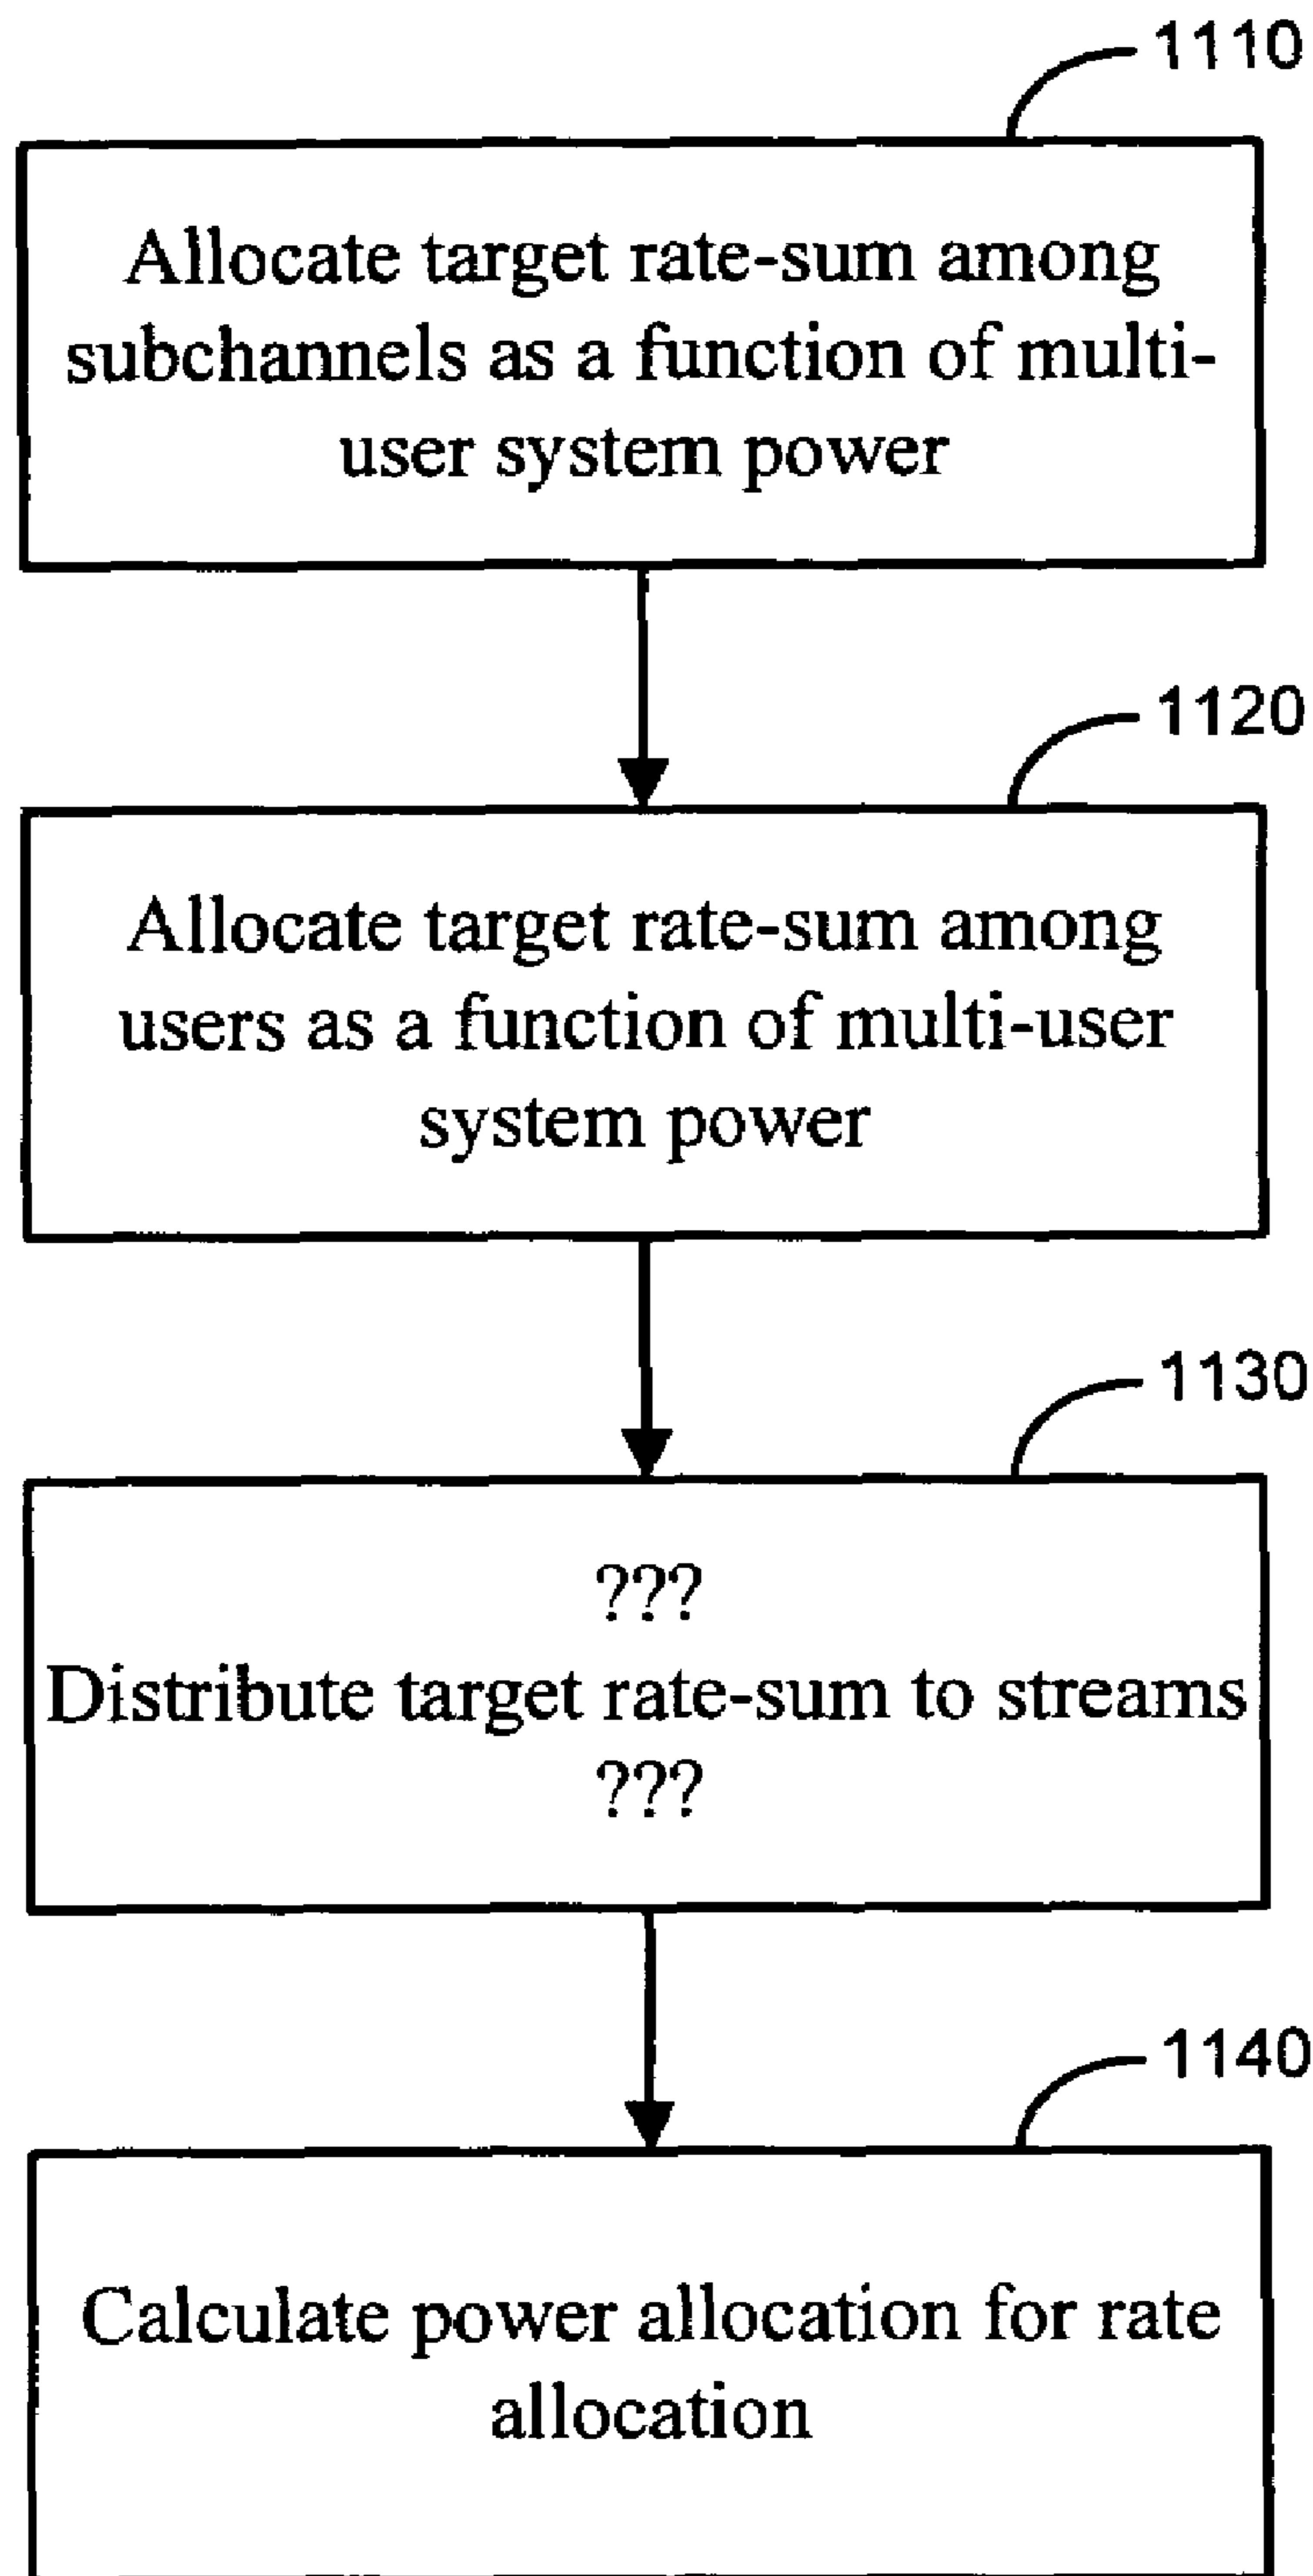 1110
Allocate target rate-sum among
subchannels as a function of multi-
user system power
1120
Allocate target rate-sum among
users as a function of multi-user
system power
1130
???
Distribute target rate-sum to streams
???
1140
Calculate power allocation for rate
allocation